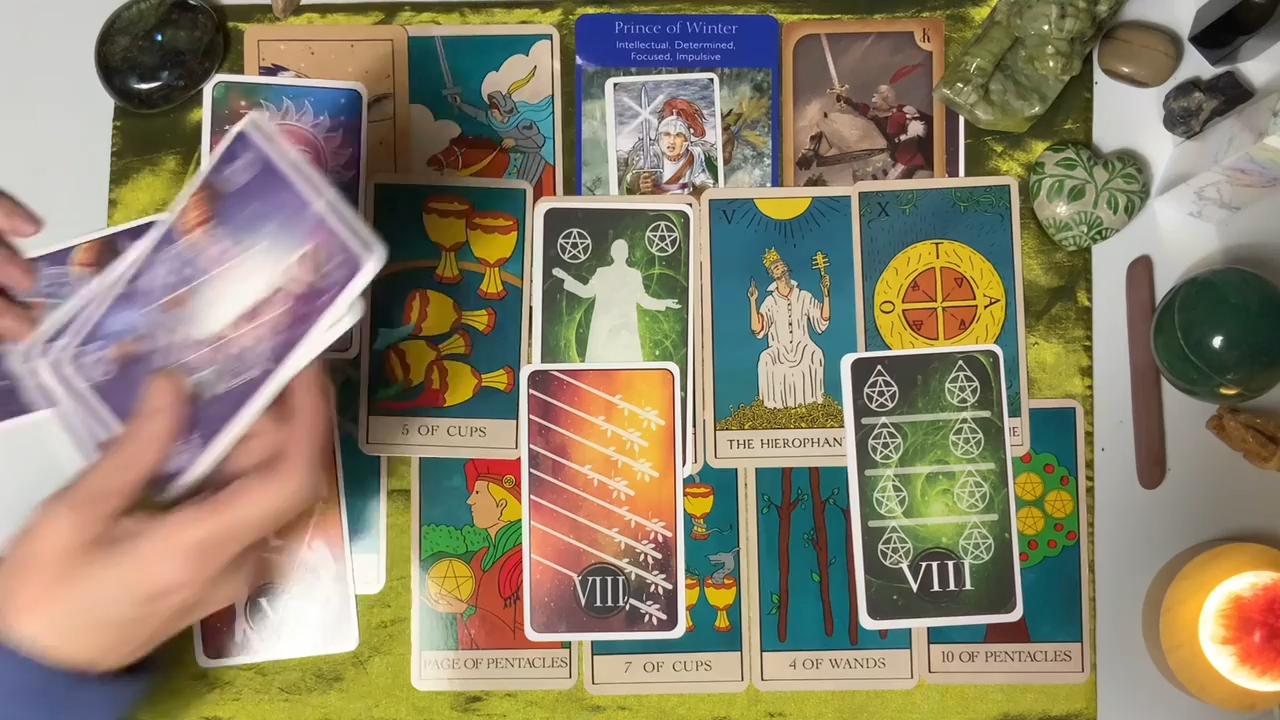 Prince of Winter
Intellectual, Determined,
Focused, Impulsive
K
V
X
T
A
O
5 OF CUPS
THE HIEROPHANT
VIII
VIII
PAGE OF PENTACLES
7 OF CUPS
4 OF WANDS
10 OF PENTACLES